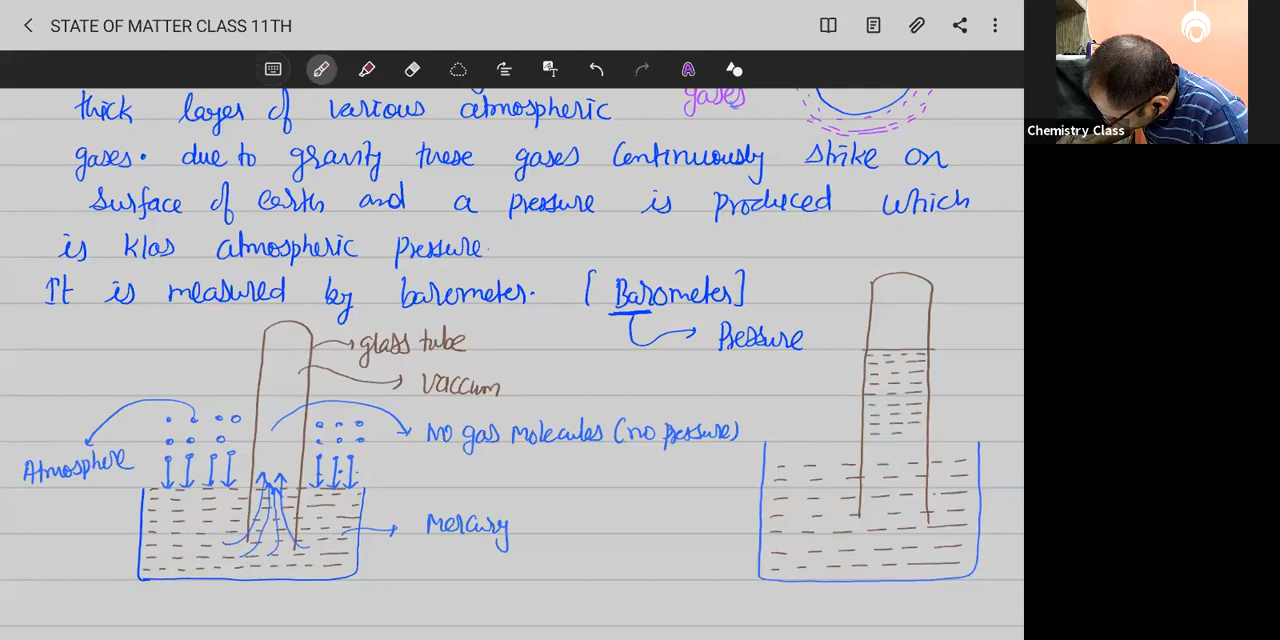 STATE OF MATTER CLASS 11TH
Chemistry Class
thick layer of various atmospheric
gases
gases. due to gravity these gases continuously strike on
surface of earth and a pressure is produced which
is k/as atmospheric pressure.
It is measured by barometer. [Barometer]
Pressure
glass tube
vaccum
No gas molecules (no pressure)
Atmosphere
Mercury